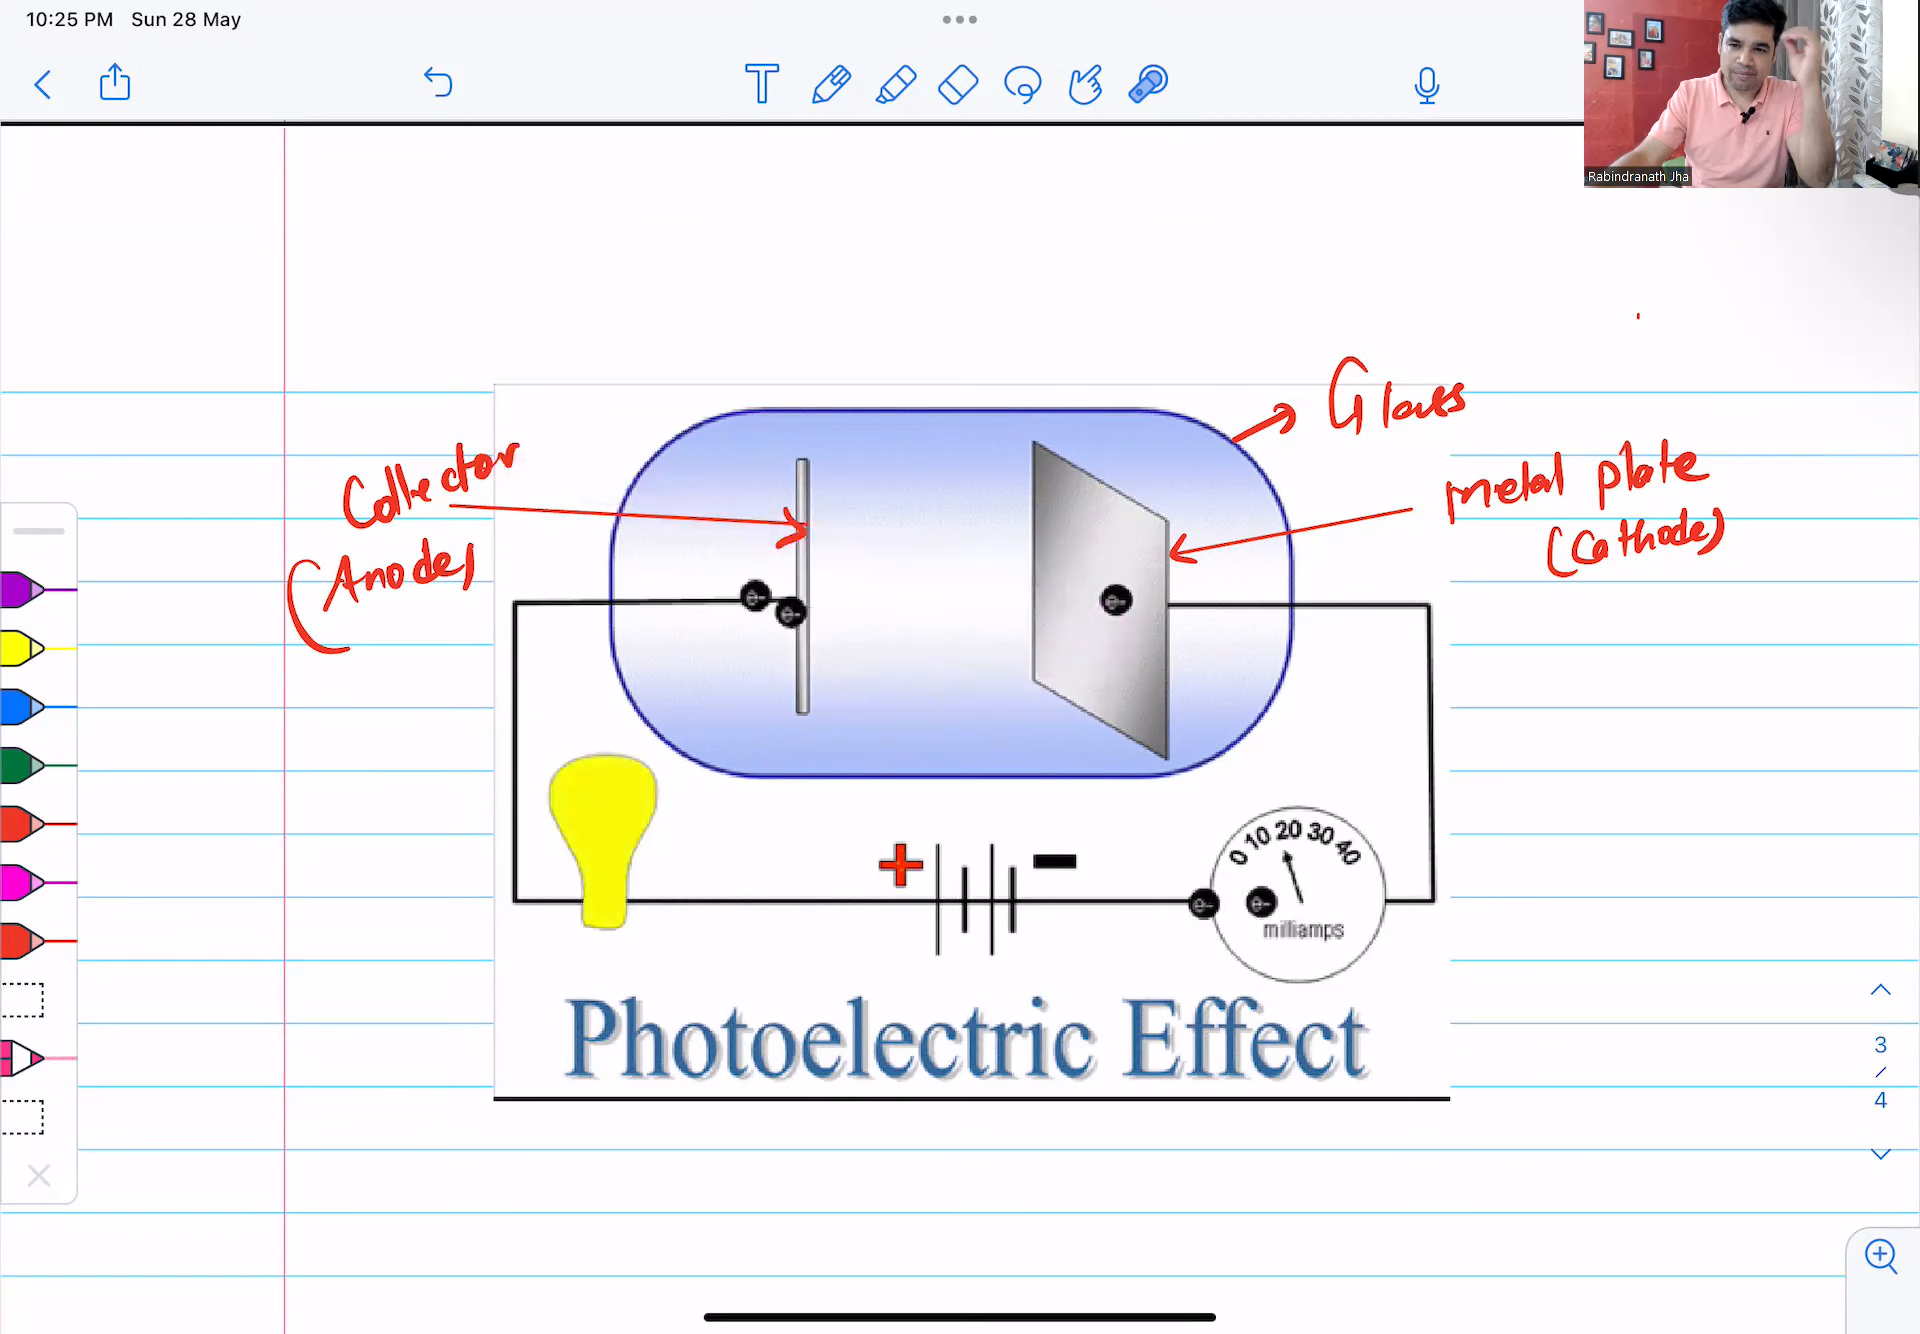 10:25 PM Sun 28 May
T
Rabindranath Jha
Glass
Collector
(Anode)
metal plate
(Cathode)
e-
e-
e-
+
-
0 10 20 30 40
e-
e-
milliamps
Photoelectric Effect
3
/
4